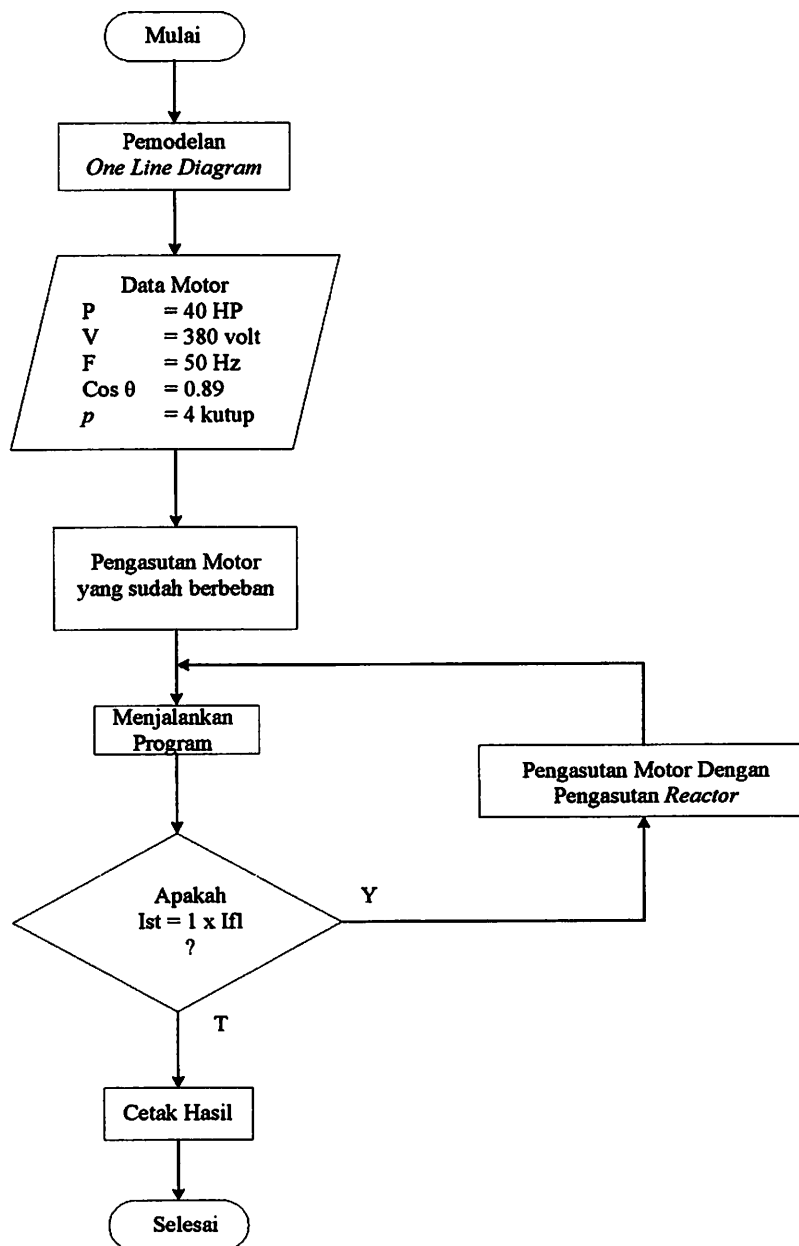 Mulai
Pemodelan
One Line Diagram
Data Motor
P = 40 HP
V = 380 volt
F = 50 Hz
Cos θ = 0.89
p = 4 kutup
Pengasutan Motor
yang sudah berbeban
Menjalankan
Program
Pengasutan Motor Dengan
Pengasutan Reactor
Apakah
Ist = 1 x Ifl
?
Y
T
Cetak Hasil
Selesai